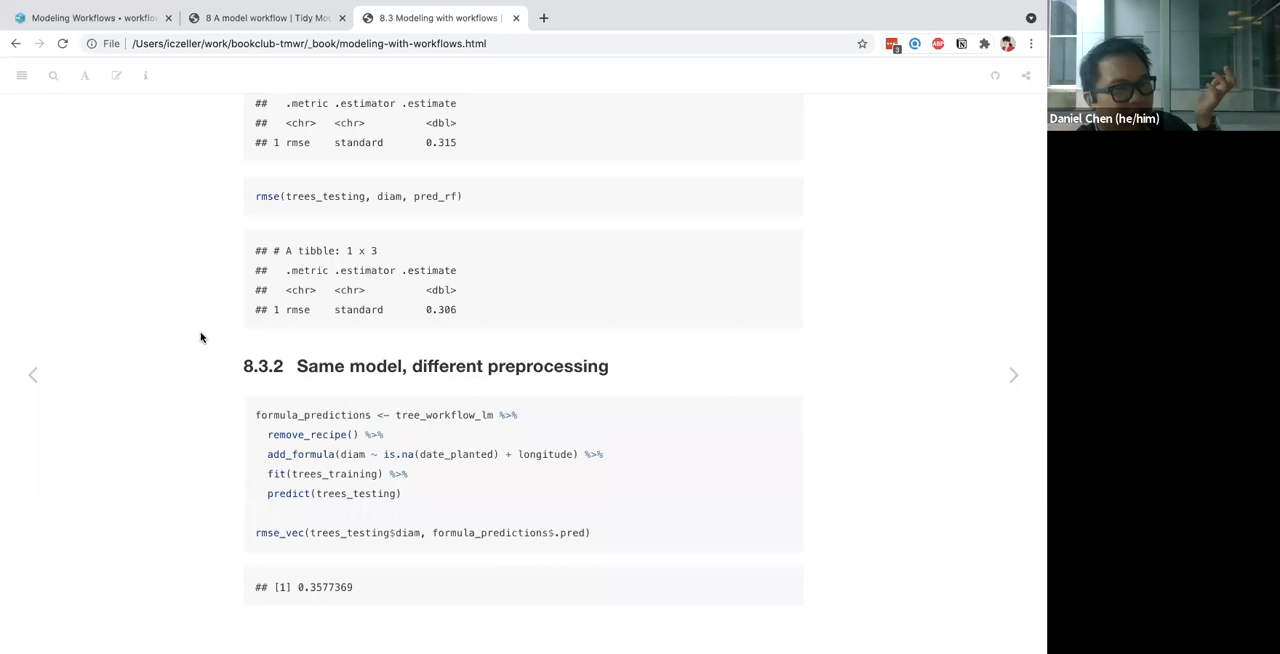 Modeling Workflows • workflow
8 A model workflow | Tidy Mod
8.3 Modeling with workflows |
File
/Users/iczeller/work/bookclub-tmwr/_book/modeling-with-workflows.html
3
ABP
A
i
Daniel Chen (he/him)
##   .metric .estimator .estimate
##   <chr>   <chr>          <dbl>
## 1 rmse    standard       0.315
rmse(trees_testing, diam, pred_rf)
## # A tibble: 1 x 3
##   .metric .estimator .estimate
##   <chr>   <chr>          <dbl>
## 1 rmse    standard       0.306
8.3.2 Same model, different preprocessing
formula_predictions <- tree_workflow_lm %>%
  remove_recipe() %>%
  add_formula(diam ~ is.na(date_planted) + longitude) %>%
  fit(trees_training) %>%
  predict(trees_testing)
rmse_vec(trees_testing$diam, formula_predictions$.pred)
## [1] 0.3577369